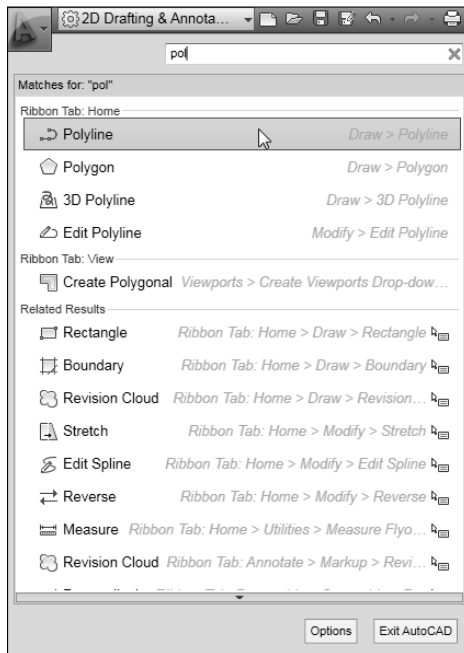 2D Drafting & Annota...
pol
Matches for: "pol"
Ribbon Tab: Home
Polyline Draw > Polyline
Polygon Draw > Polygon
3D Polyline Draw > 3D Polyline
Edit Polyline Modify > Edit Polyline
Ribbon Tab: View
Create Polygonal Viewports > Create Viewports Drop-dow...
Related Results
Rectangle Ribbon Tab: Home > Draw > Rectangle
Boundary Ribbon Tab: Home > Draw > Boundary
Revision Cloud Ribbon Tab: Home > Draw > Revision...
Stretch Ribbon Tab: Home > Modify > Stretch
Edit Spline Ribbon Tab: Home > Modify > Edit Spline
Reverse Ribbon Tab: Home > Modify > Reverse
Measure Ribbon Tab: Home > Utilities > Measure Flyo...
Revision Cloud Ribbon Tab: Annotate > Markup > Revi...
Options Exit AutoCAD